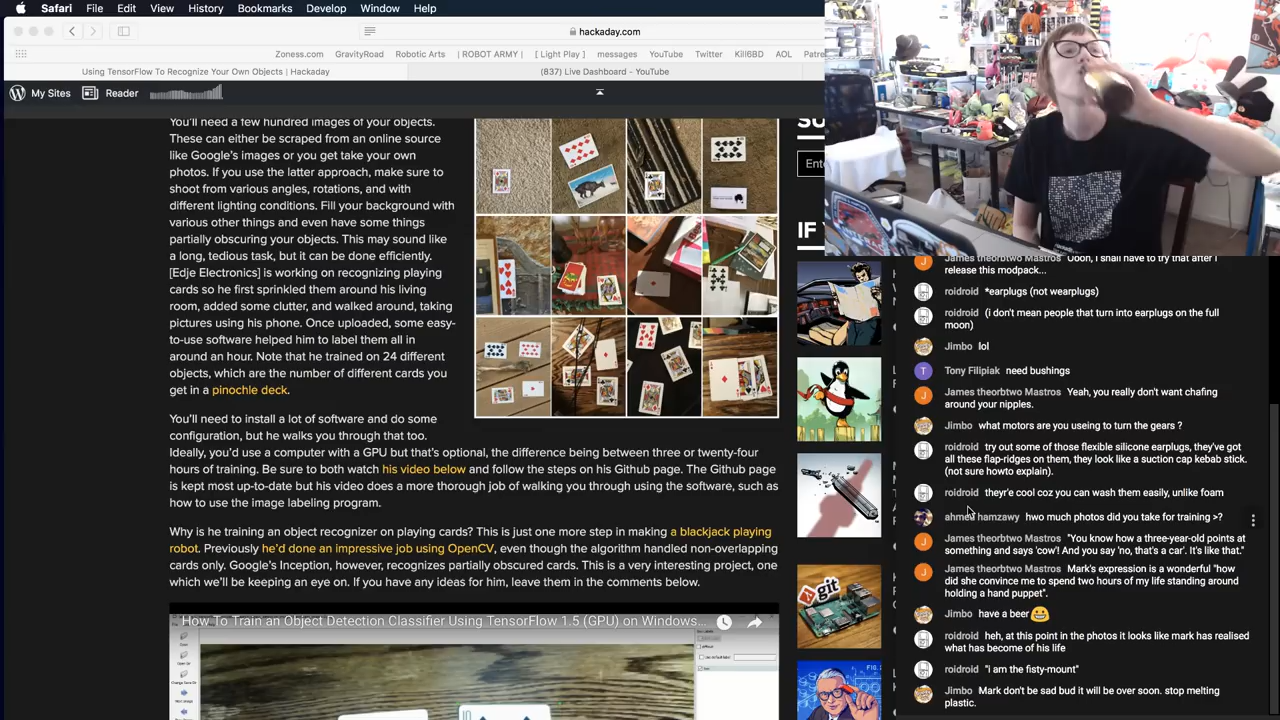 Safari File Edit View History Bookmarks Develop Window Help
hackaday.com
Zoness.com GravityRoad Robotic Arts | ROBOT ARMY | [ Light Play ] messages YouTube Twitter Kill6BD AOL Patre
Using TensorFlow To Recognize Your Own Objects | Hackaday
(837) Live Dashboard - YouTube
My Sites Reader
You'll need a few hundred images of your objects.
These can either be scraped from an online source
like Google's images or you get take your own
photos. If you use the latter approach, make sure to
shoot from various angles, rotations, and with
different lighting conditions. Fill your background with
various other things and even have some things
partially obscuring your objects. This may sound like
a long, tedious task, but it can be done efficiently.
[Edje Electronics] is working on recognizing playing
cards so he first sprinkled them around his living
room, added some clutter, and walked around, taking
pictures using his phone. Once uploaded, some easy-
to-use software helped him to label them all in
around an hour. Note that he trained on 24 different
objects, which are the number of different cards you
get in a pinochle deck.
You'll need to install a lot of software and do some
configuration, but he walks you through that too.
Ideally, you'd use a computer with a GPU but that's optional, the difference being between three or twenty-four
hours of training. Be sure to both watch his video below and follow the steps on his Github page. The Github page
is kept most up-to-date but his video does a more thorough job of walking you through using the software, such as
how to use the image labeling program.
Why is he training an object recognizer on playing cards? This is just one more step in making a blackjack playing
robot. Previously he'd done an impressive job using OpenCV, even though the algorithm handled non-overlapping
cards only. Google's Inception, however, recognizes partially obscured cards. This is a very interesting project, one
which we'll be keeping an eye on. If you have any ideas for him, leave them in the comments below.
How To Train an Object Detection Classifier Using TensorFlow 1.5 (GPU) on Windows...
SU
Ente
IF Y
git
James theorbtwo Mastros Oooh, I shall have to try that after I
release this modpack...
roidroid *earplugs (not wearplugs)
roidroid (i don't mean people that turn into earplugs on the full
moon)
Jimbo lol
T Tony Filipiak need bushings
J James theorbtwo Mastros Yeah, you really don't want chafing
around your nipples.
Jimbo what motors are you useing to turn the gears ?
roidroid try out some of those flexible silicone earplugs, they've got
all these flap-ridges on them, they look like a suction cap kebab stick.
(not sure howto explain).
roidroid theyr'e cool coz you can wash them easily, unlike foam
ahmed hamzawy hwo much photos did you take for training >?
J James theorbtwo Mastros "You know how a three-year-old points at
something and says 'cow'! And you say 'no, that's a car'. It's like that."
J James theorbtwo Mastros Mark's expression is a wonderful "how
did she convince me to spend two hours of my life standing around
holding a hand puppet".
Jimbo have a beer
roidroid heh, at this point in the photos it looks like mark has realised
what has become of his life
roidroid "i am the fisty-mount"
Jimbo Mark don't be sad bud it will be over soon. stop melting
plastic.